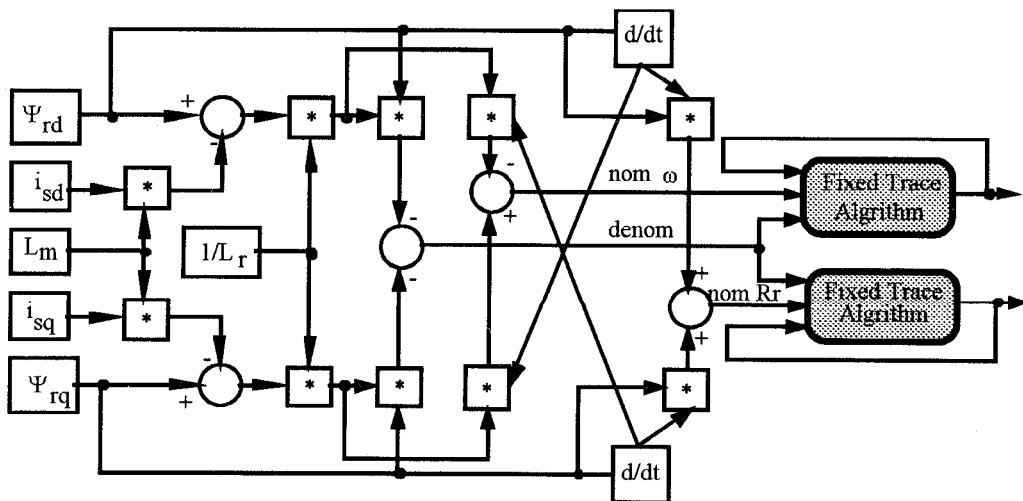 d/dt
Ψrd
+
-
*
*
*
*
isd
*
-
nom ω
+
Fixed Trace
Algrithm
Lm
1/Lr
-
denom
-
isq
*
+
nom Rr
+
Fixed Trace
Algrithm
-
Ψrq
+
*
*
*
*
d/dt